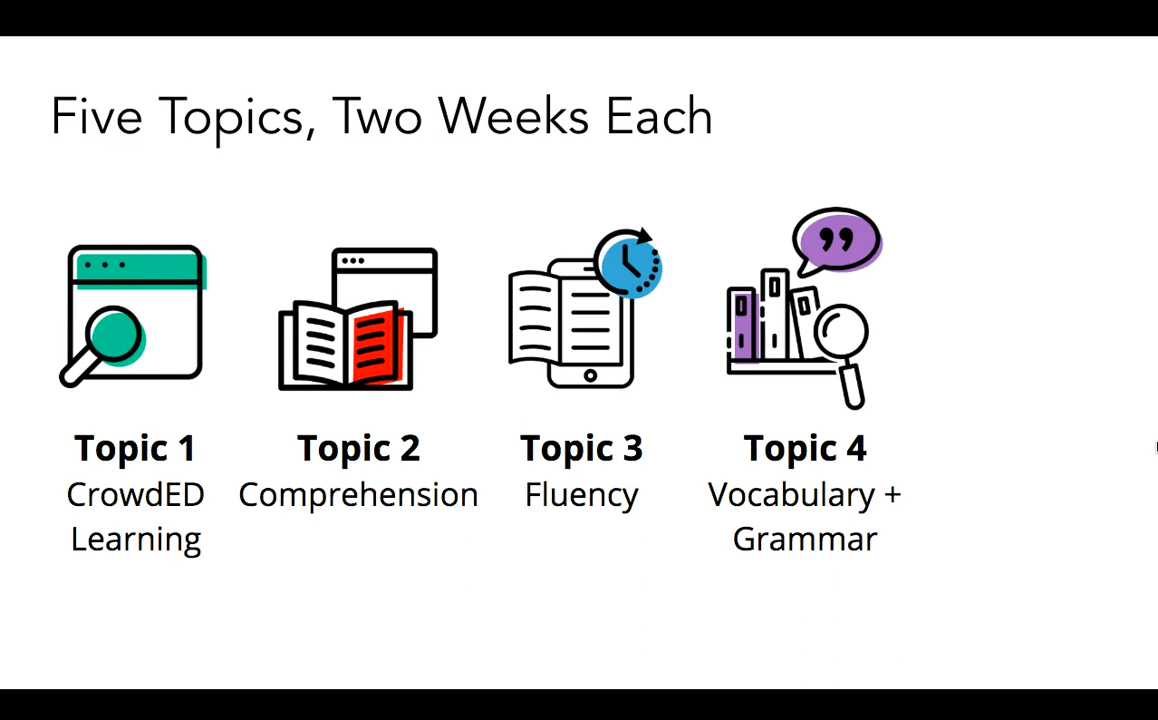 Five Topics, Two Weeks Each
Topic 1
CrowdED
Learning
Topic 2
Comprehension
Topic 3
Fluency
Topic 4
Vocabulary +
Grammar